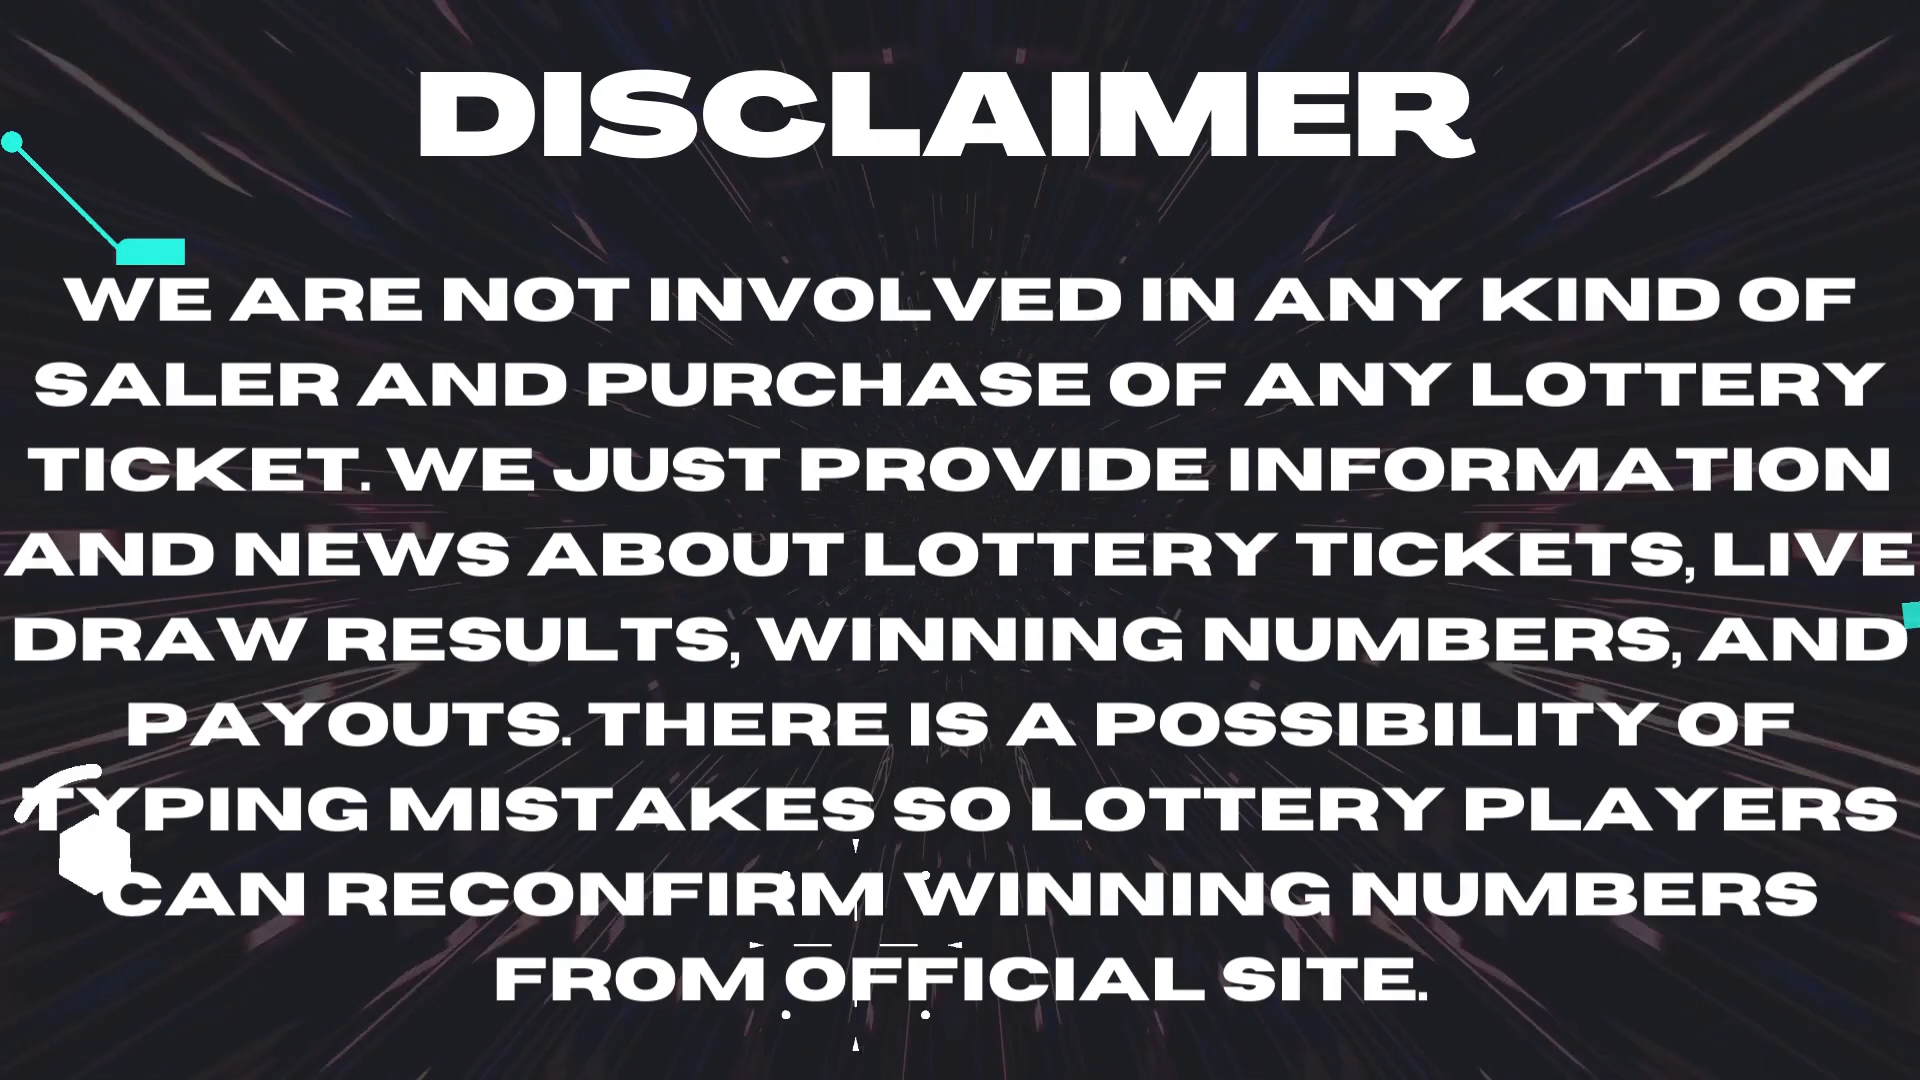 DISCLAIMER
WE ARE NOT INVOLVED IN ANY KIND OF
SALER AND PURCHASE OF ANY LOTTERY
TICKET. WE JUST PROVIDE INFORMATION
AND NEWS ABOUT LOTTERY TICKETS, LIVE
DRAW RESULTS, WINNING NUMBERS, AND
PAYOUTS. THERE IS A POSSIBILITY OF
TYPING MISTAKES SO LOTTERY PLAYERS
CAN RECONFIRM WINNING NUMBERS
FROM OFFICIAL SITE.